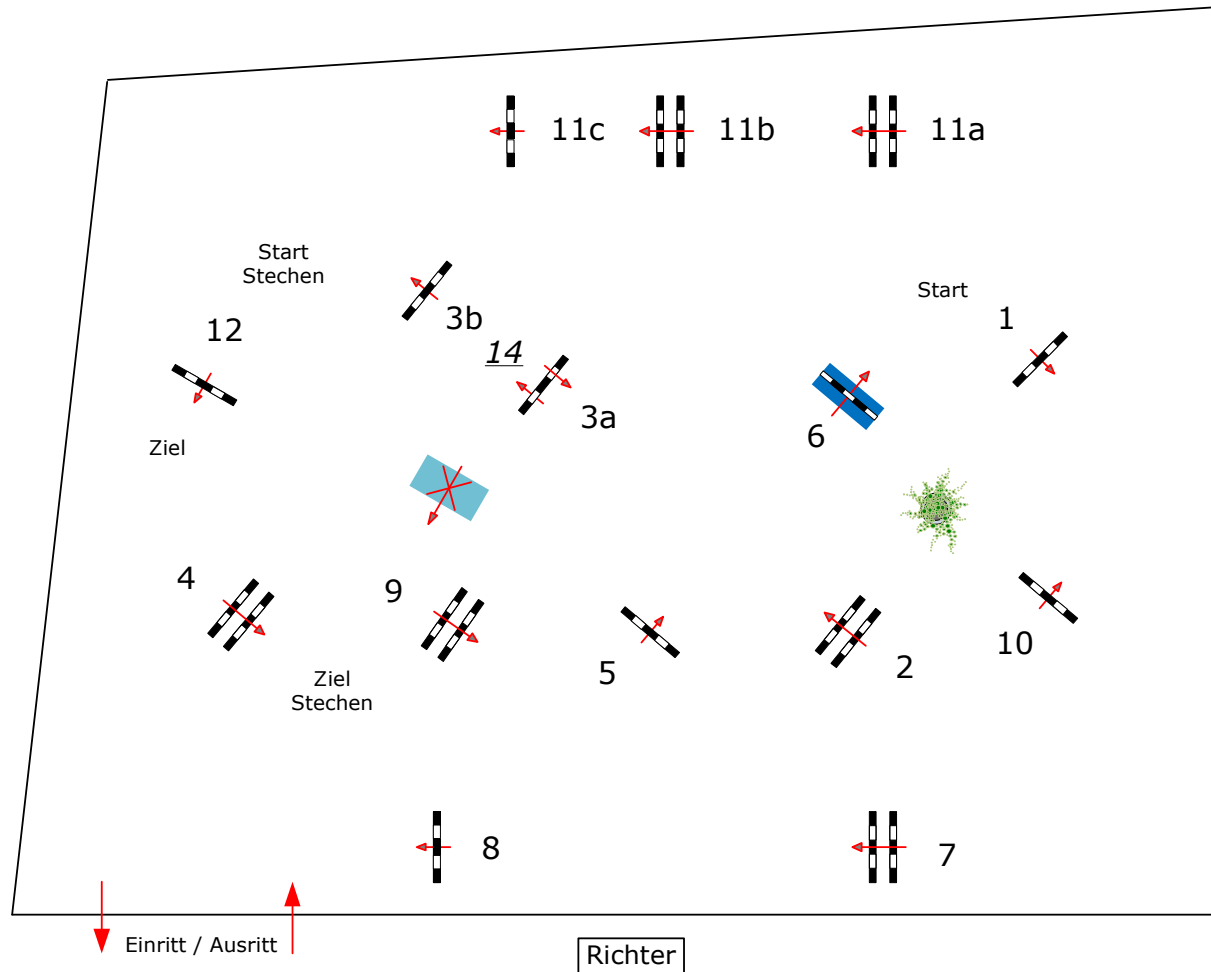 11c
11b
11a
Start
Stechen
3b
Start
1
12
14
3a
6
Ziel
4
9
5
2
10
Ziel
Stechen
8
7
Einritt / Ausritt
Richter